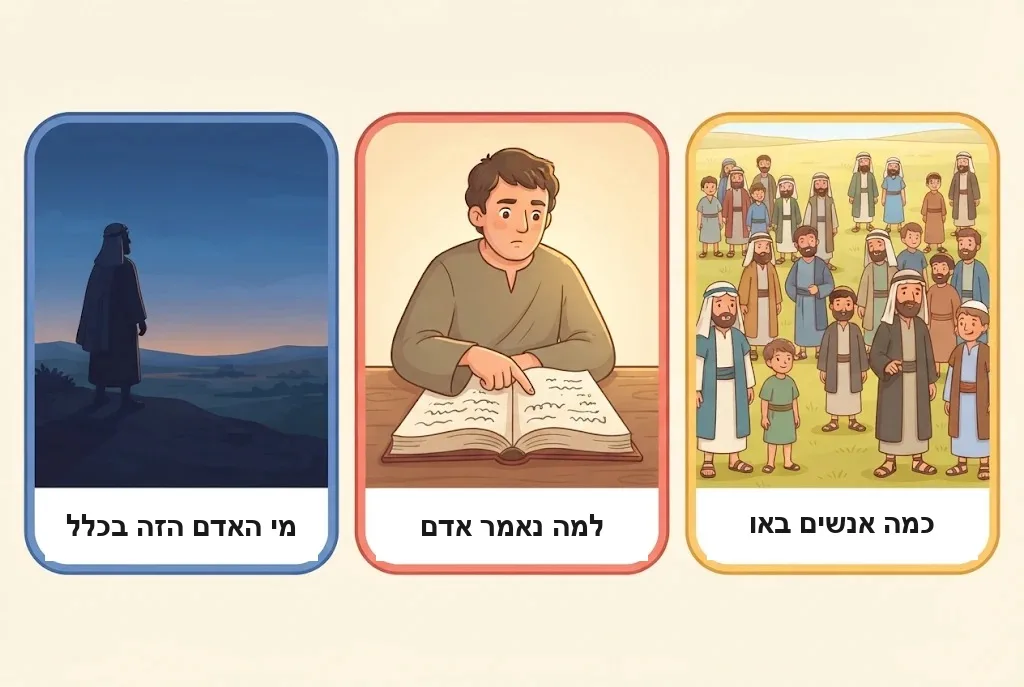 כמה אנשים באו
למה נאמר אדם
מי האדם הזה בכלל